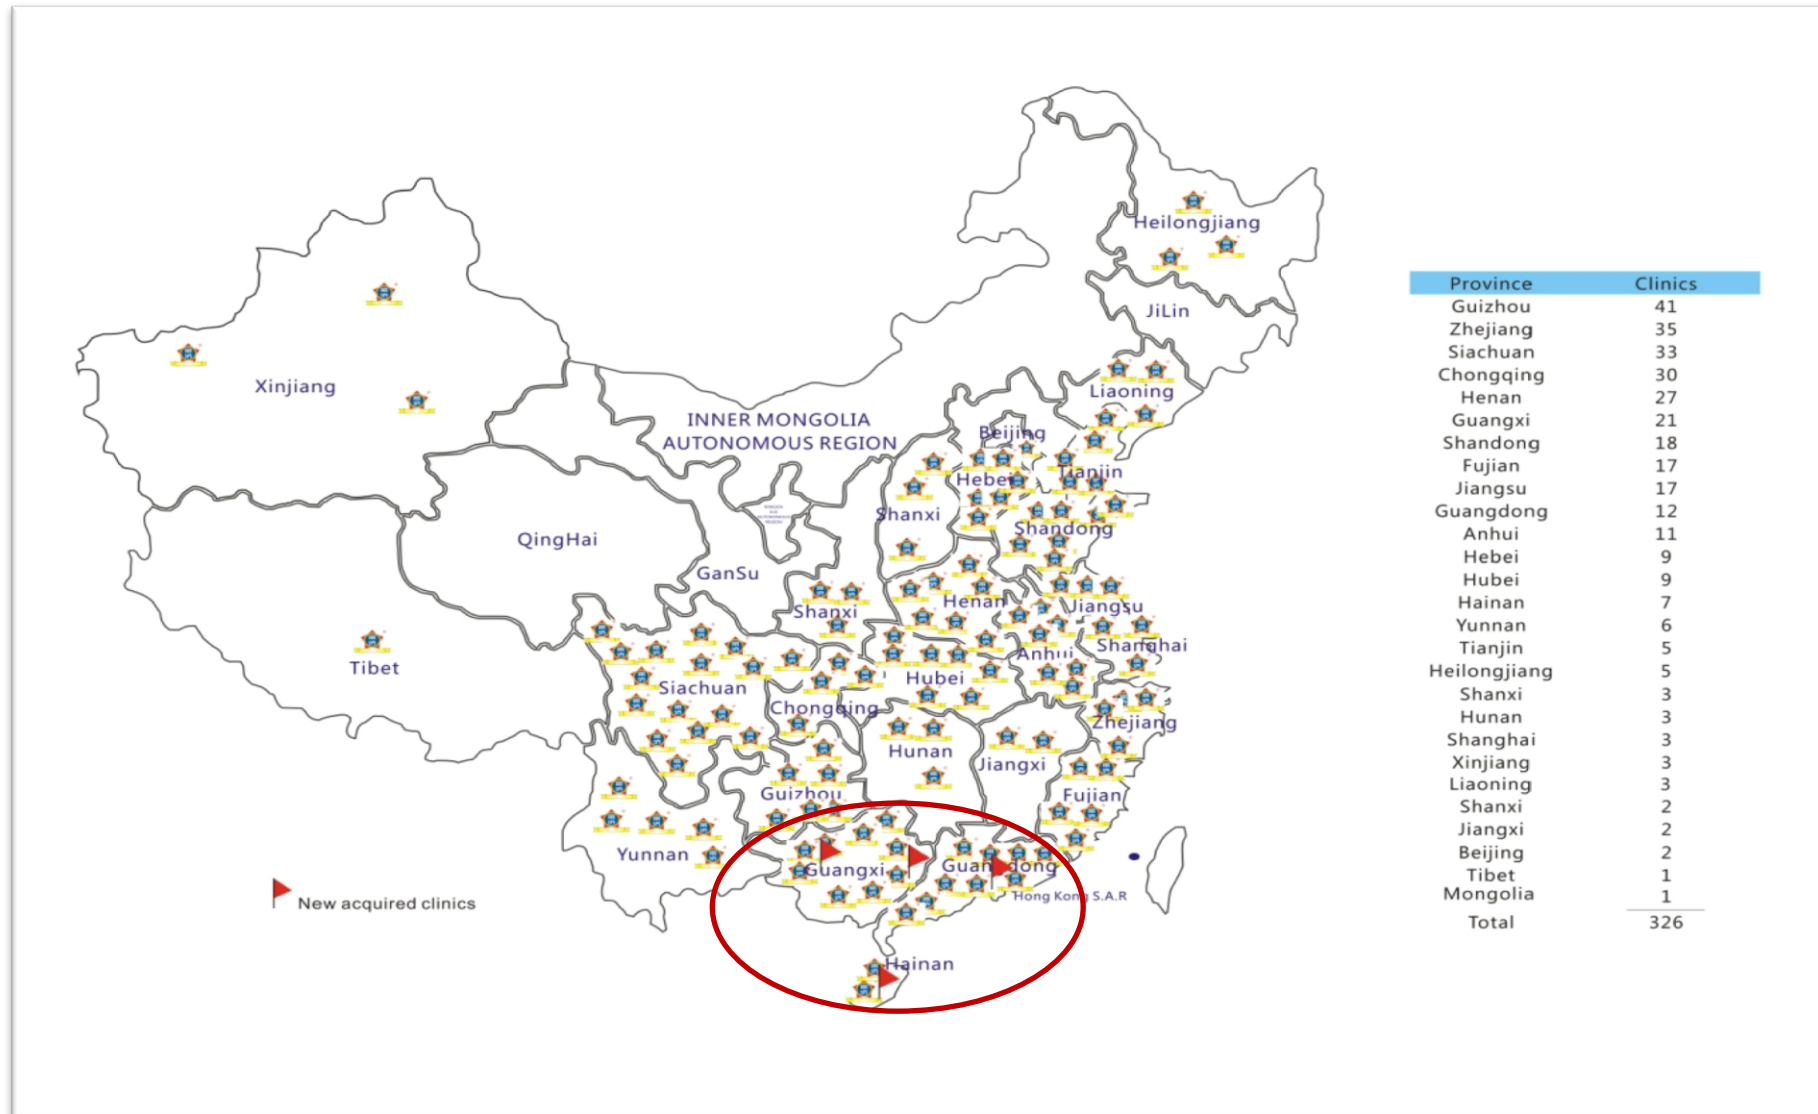 Heilongjiang
JiLin
Xinjiang
Liaoning
INNER MONGOLIA
AUTONOMOUS REGION
Beijing
Tianjin
Hebei
Shanxi
Shandong
QingHai
GanSu
Shanxi
Henan
Jiangsu
Shanghai
Anhui
Tibet
Siachuan
Hubei
Chongqing
Zhejiang
Hunan
Jiangxi
Guizhou
Fujian
Yunnan
Guangxi
Guangdong
Hong Kong S.A.R
Hainan
New acquired clinics
Province Clinics
Guizhou 41
Zhejiang 35
Siachuan 33
Chongqing 30
Henan 27
Guangxi 21
Shandong 18
Fujian 17
Jiangsu 17
Guangdong 12
Anhui 11
Hebei 9
Hubei 9
Hainan 7
Yunnan 6
Tianjin 5
Heilongjiang 5
Shanxi 3
Hunan 3
Shanghai 3
Xinjiang 3
Liaoning 3
Shanxi 2
Jiangxi 2
Beijing 2
Tibet 1
Mongolia 1
Total 326